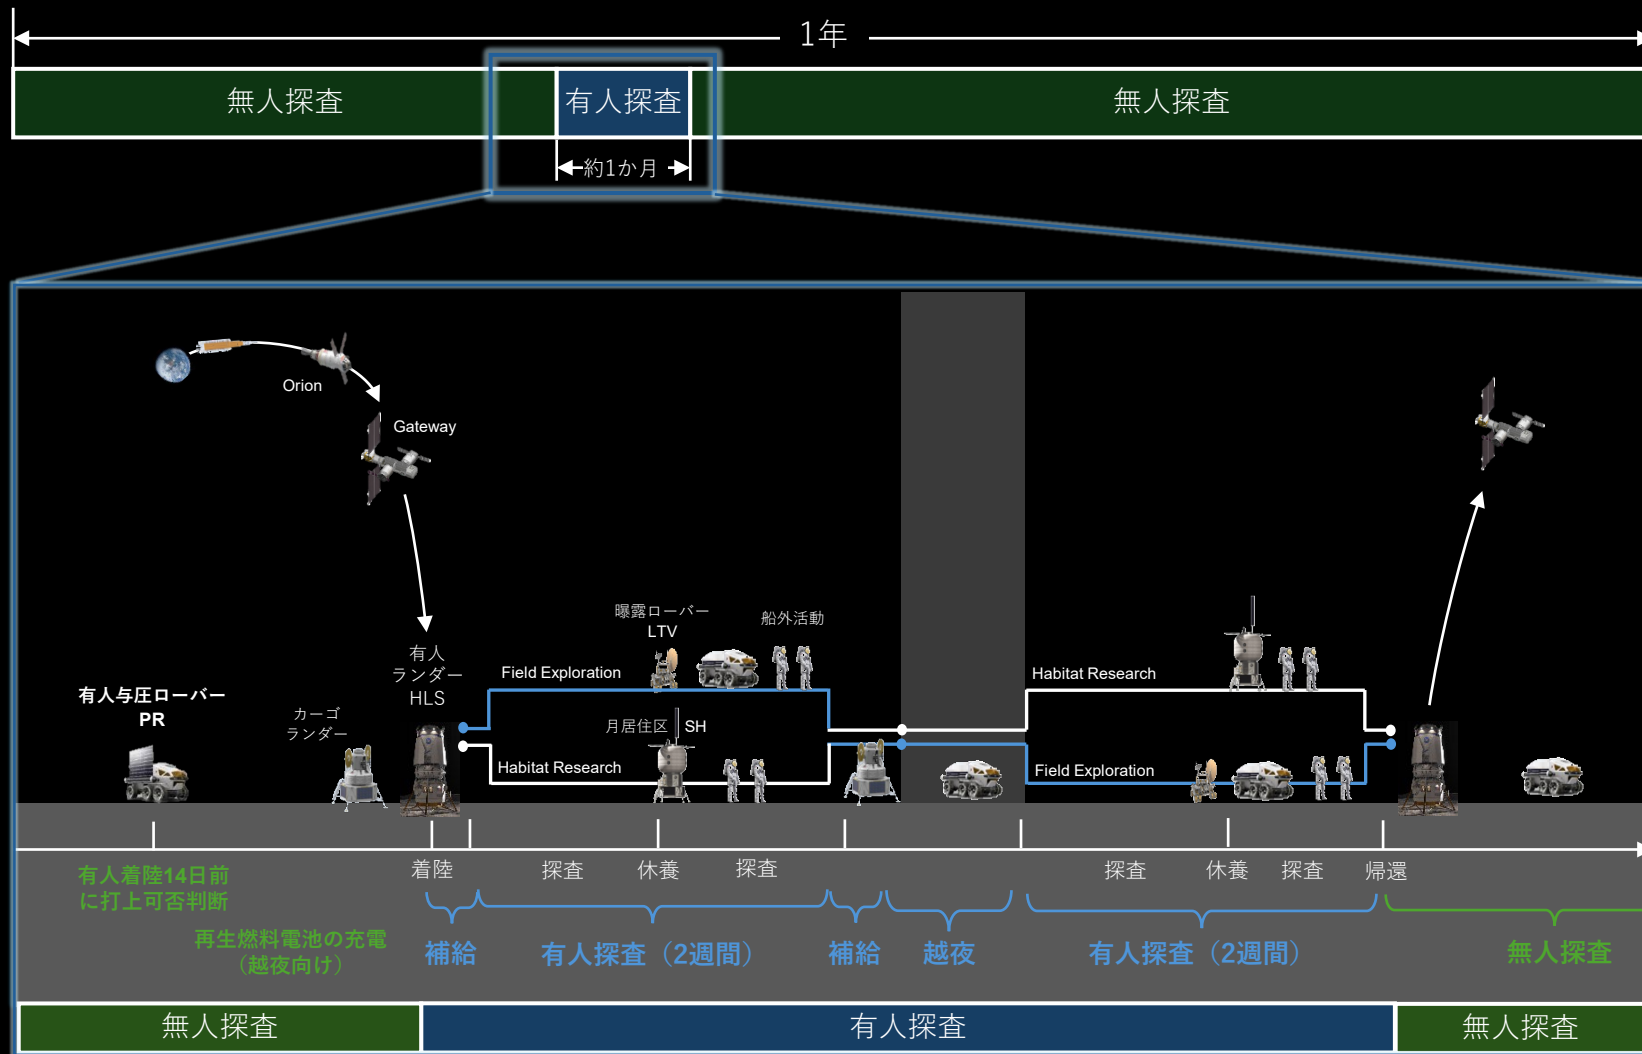 1年
無人探査
有人探査
無人探査
約1か月
Orion
Gateway
有人与圧ローバー
PR
カーゴ
ランダー
有人
ランダー
HLS
Field Exploration
曝露ローバー
LTV
船外活動
月居住区 SH
Habitat Research
Habitat Research
Field Exploration
着陸
探査
休養
探査
探査
休養
探査
帰還
有人着陸14日前
に打上可否判断
再生燃料電池の充電
（越夜向け）
補給
有人探査（2週間）
補給
越夜
有人探査（2週間）
無人探査
無人探査
有人探査
無人探査